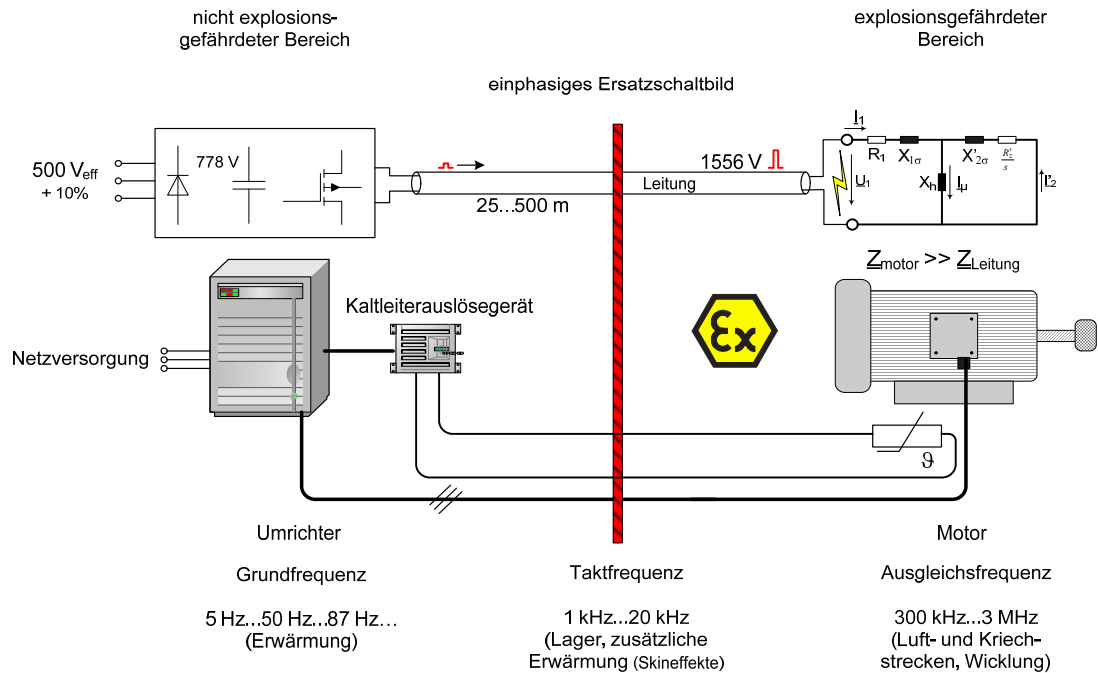 nicht explosions-
gefährdeter Bereich
explosionsgefährdeter
Bereich
einphasiges Ersatzschaltbild
500 Veff
+ 10%
778 V
25...500 m
Leitung
1556 V
I1
R1
X1σ
X'2σ
R'2/s
U1
Xh
Iμ
I'2
Zmotor >> ZLeitung
Kaltleiterauslösegerät
Netzversorgung
εx
ϑ
Umrichter
Motor
Grundfrequenz
Taktfrequenz
Ausgleichsfrequenz
5 Hz...50 Hz...87 Hz...
(Erwärmung)
1 kHz...20 kHz
(Lager, zusätzliche
Erwärmung (Skineffekte)
300 kHz...3 MHz
(Luft- und Kriech-
strecken, Wicklung)